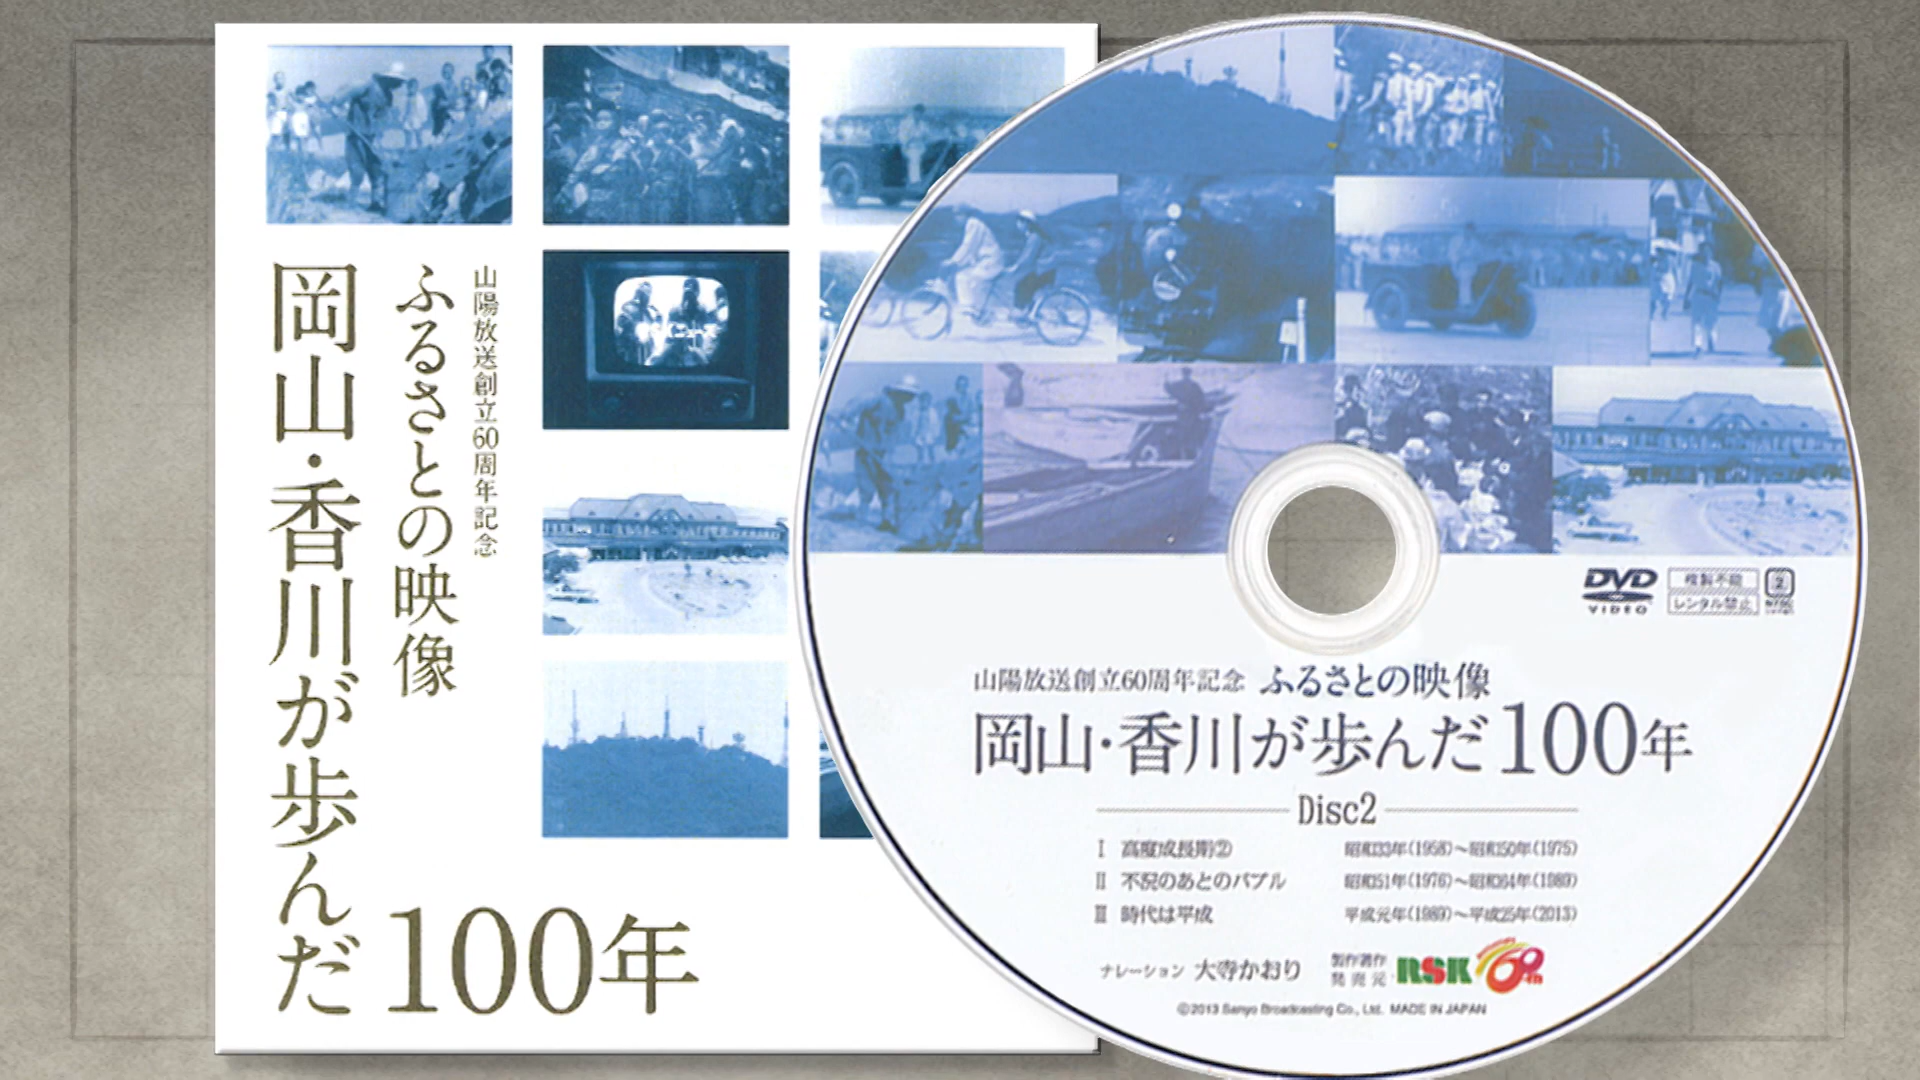 山陽放送創立60周年記念
ふるさとの映像
岡山・香川が歩んだ
100年
DVD
VIDEO
複製不能
レンタル禁止
2
NTSC
山陽放送創立60周年記念 ふるさとの映像
岡山・香川が歩んだ100年
Disc2
Ⅰ 高度成長期② 昭和33年(1958)～昭和50年(1975)
Ⅱ 不況のあとのバブル 昭和51年(1976)～昭和64年(1989)
Ⅲ 時代は平成 平成元年(1989)～平成25年(2013)
ナレーション 大寺かおり
製作著作
発売元
RSK
60th
©2013 Sanyo Broadcasting Co., Ltd. MADE IN JAPAN